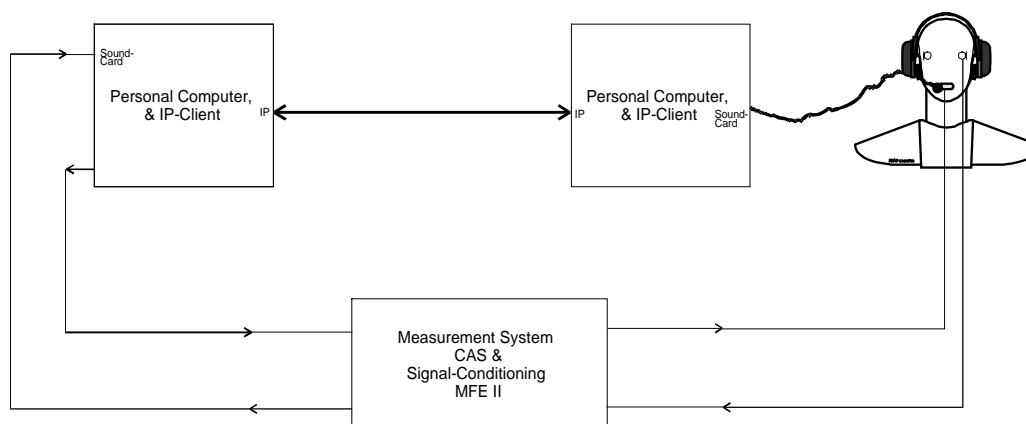 Sound-
Card
Personal Computer,
& IP-Client
IP
Personal Computer,
& IP-Client
IP
Sound-
Card
Measurement System
CAS &
Signal-Conditioning
MFE II